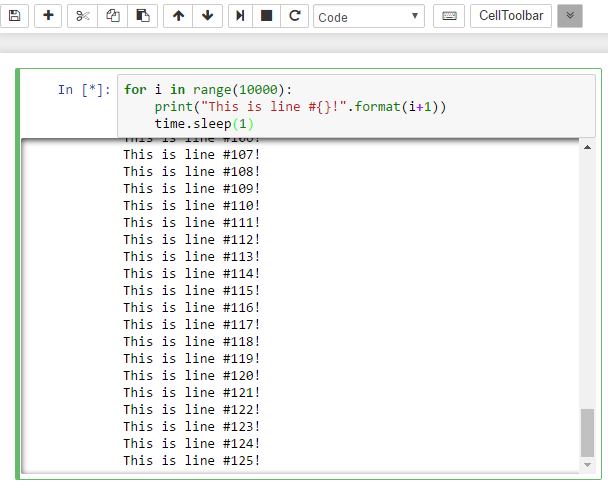 Code
CellToolbar
In [*]: for i in range(10000):
print("This is line #{}!".format(i+1))
time.sleep(1)
This is line #106!
This is line #107!
This is line #108!
This is line #109!
This is line #110!
This is line #111!
This is line #112!
This is line #113!
This is line #114!
This is line #115!
This is line #116!
This is line #117!
This is line #118!
This is line #119!
This is line #120!
This is line #121!
This is line #122!
This is line #123!
This is line #124!
This is line #125!